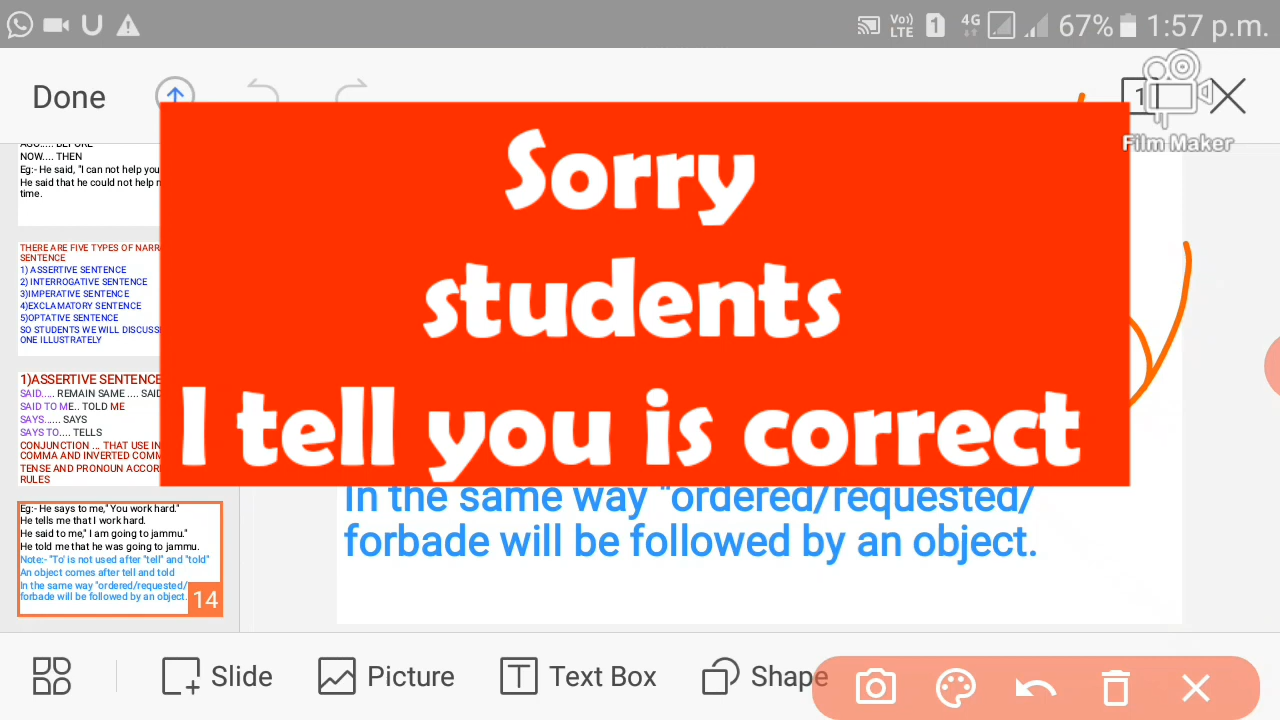 Vo)) LTE 1 4G 67% 1:57 p.m.
Done
1
Film Maker
NOW.... THEN
Eg:- He said, "I can not help you
He said that he could not help
time.
THERE ARE FIVE TYPES OF
SENTENCE
1) ASSERTIVE SENTENCE
2) INTERROGATIVE SENTENCE
3)IMPERATIVE SENTENCE
4)EXCLAMATORY SENTENCE
5)OPTATIVE SENTENCE
SO STUDENTS WE WILL
ONE ILLUSTRATELY
1)ASSERTIVE SENTENCE
SAID..... REMAIN SAME .... SAID
SAID TO ME.. TOLD ME
SAYS...... SAYS
SAYS TO.... TELLS
CONJUNCTION ... THAT USE IN
COMMA AND INVERTED
TENSE AND PRONOUN
RULES
Eg:- He says to me," You work hard."
He tells me that I work hard.
He said to me," I am going to jammu."
He told me that he was going to jammu.
Note:- "To' is not used after "tell" and "told"
An object comes after tell and told
In the same way "ordered/requested/
forbade will be followed by an object.
14
Sorry
students
I tell you is correct
In the same way "ordered/requested/
forbade will be followed by an object.
Slide Picture Text Box Shape